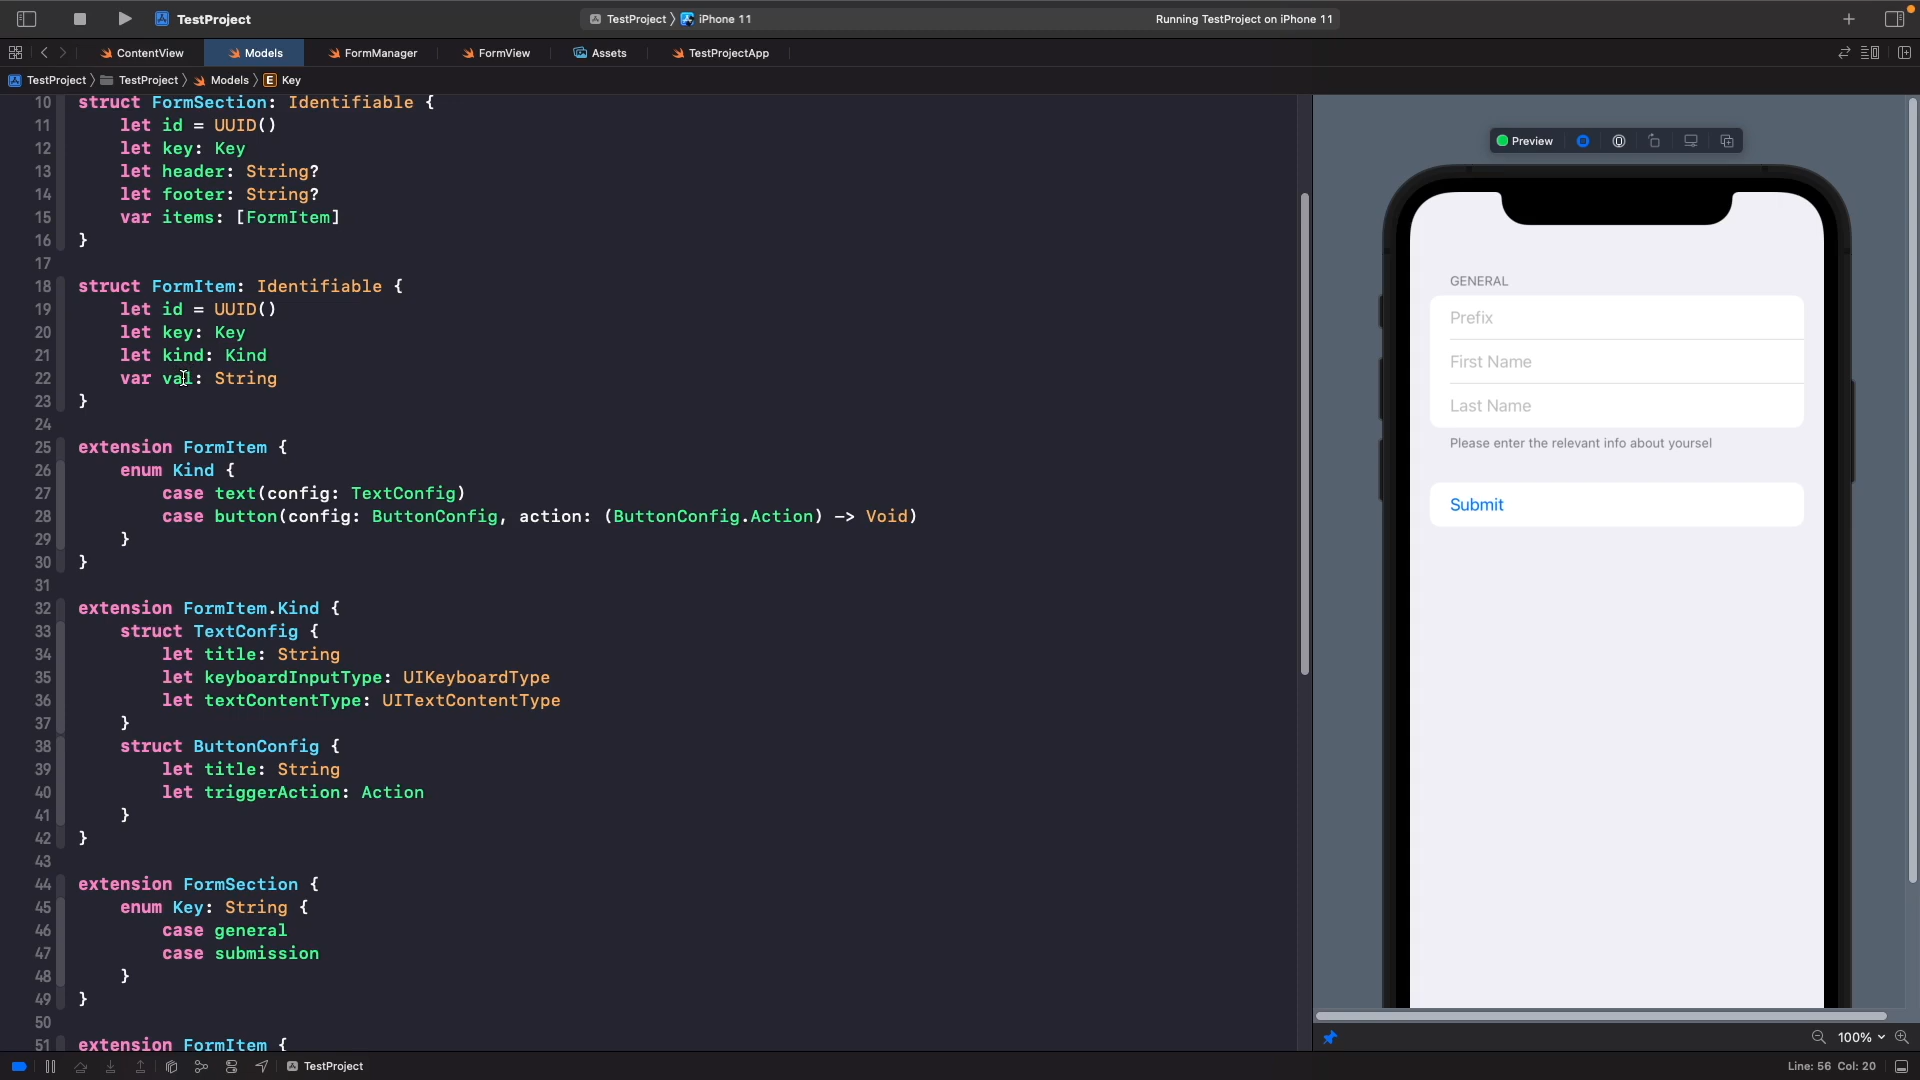 TestProject
TestProject 〉 iPhone 11
Running TestProject on iPhone 11
ContentView
Models
FormManager
FormView
Assets
TestProjectApp
TestProject 〉 TestProject 〉 Models 〉 E Key
10 struct FormSection: Identifiable {
11 let id = UUID()
12 let key: Key
13 let header: String?
14 let footer: String?
15 var items: [FormItem]
16 }
17
18 struct FormItem: Identifiable {
19 let id = UUID()
20 let key: Key
21 let kind: Kind
22 var val: String
23 }
24
25 extension FormItem {
26 enum Kind {
27 case text(config: TextConfig)
28 case button(config: ButtonConfig, action: (ButtonConfig.Action) -> Void)
29 }
30 }
31
32 extension FormItem.Kind {
33 struct TextConfig {
34 let title: String
35 let keyboardInputType: UIKeyboardType
36 let textContentType: UITextContentType
37 }
38 struct ButtonConfig {
39 let title: String
40 let triggerAction: Action
41 }
42 }
43
44 extension FormSection {
45 enum Key: String {
46 case general
47 case submission
48 }
49 }
50
51 extension FormItem {
Preview
GENERAL
Prefix
First Name
Last Name
Please enter the relevant info about yoursel
Submit
100%
TestProject
Line: 56 Col: 20